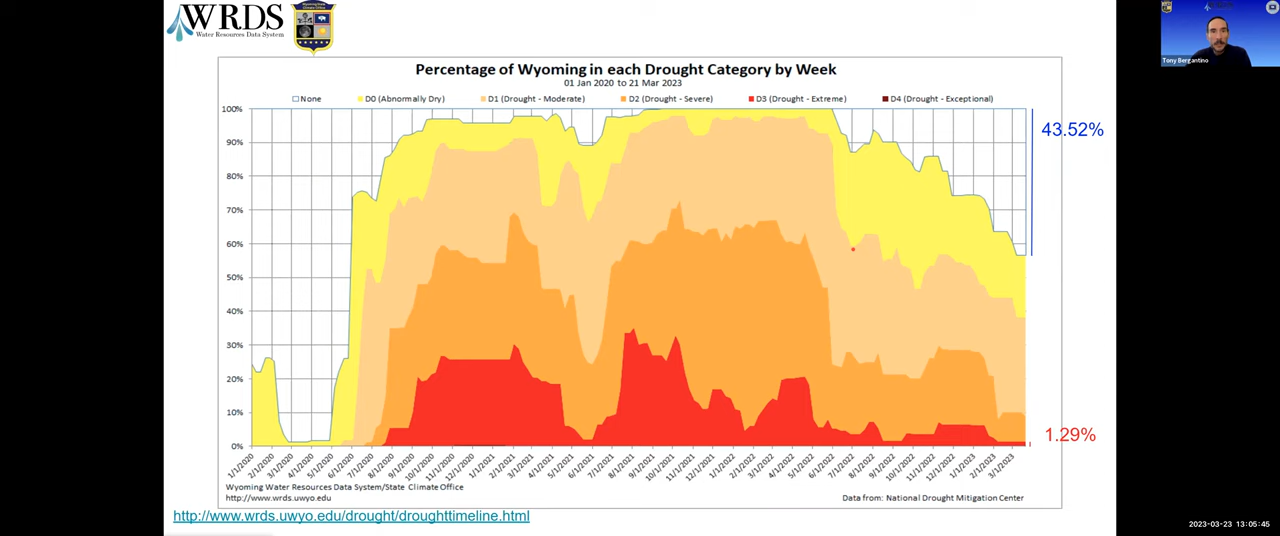 WRDS
Water Resources Data System
Tony Bergantino
Percentage of Wyoming in each Drought Category by Week
01 Jan 2020 to 21 Mar 2023
None D0 (Abnormally Dry) D1 (Drought - Moderate) D2 (Drought - Severe) D3 (Drought - Extreme) D4 (Drought - Exceptional)
100%
43.52%
90%
80%
70%
60%
50%
40%
30%
20%
10%
1.29%
0%
1/1/2020 2/1/2020 3/1/2020 4/1/2020 5/1/2020 6/1/2020 7/1/2020 8/1/2020 9/1/2020 10/1/2020 11/1/2020 12/1/2020 1/1/2021 2/1/2021 3/1/2021 4/1/2021 5/1/2021 6/1/2021 7/1/2021 8/1/2021 9/1/2021 10/1/2021 11/1/2021 12/1/2021 1/1/2022 2/1/2022 3/1/2022 4/1/2022 5/1/2022 6/1/2022 7/1/2022 8/1/2022 9/1/2022 10/1/2022 11/1/2022 12/1/2022 1/1/2023 2/1/2023 3/1/2023
Wyoming Water Resources Data System/State Climate Office
http://www.wrds.uwyo.edu
Data from: National Drought Mitigation Center
http://www.wrds.uwyo.edu/drought/droughttimeline.html
2023-03-23 13:05:45